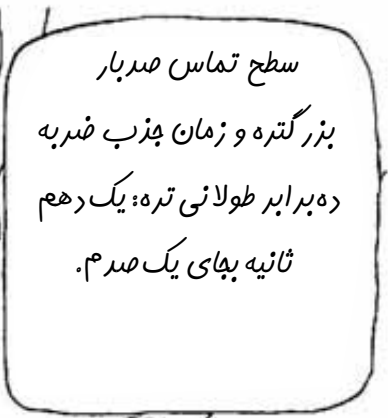 سطح تماس صدبار
بزرگتره و زمان جذب ضربه
ده‌برابر طولانی تره: یک دهم
ثانیه بجای یک صدم.